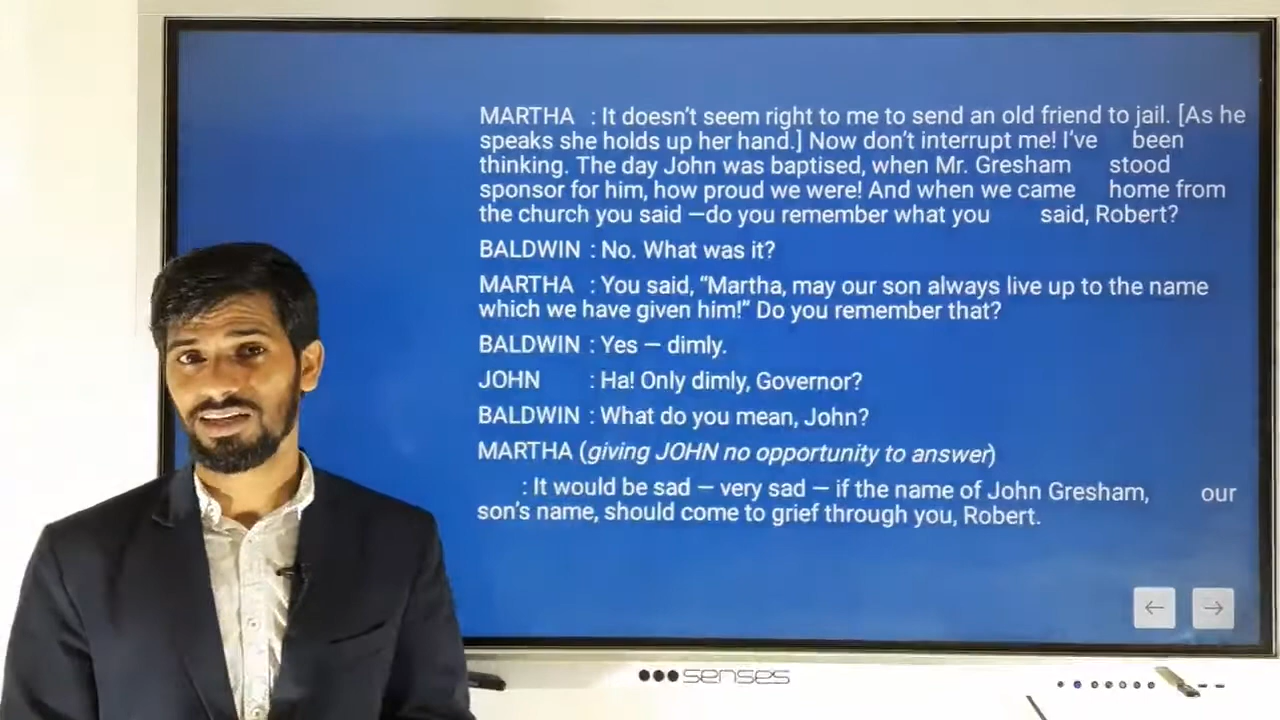 MARTHA : It doesn't seem right to me to send an old friend to jail. [As he
speaks she holds up her hand.] Now don't interrupt me! I've been
thinking. The day John was baptised, when Mr. Gresham stood
sponsor for him, how proud we were! And when we came home from
the church you said —do you remember what you said, Robert?
BALDWIN : No. What was it?
MARTHA : You said, “Martha, may our son always live up to the name
which we have given him!” Do you remember that?
BALDWIN : Yes — dimly.
JOHN : Ha! Only dimly, Governor?
BALDWIN : What do you mean, John?
MARTHA (giving JOHN no opportunity to answer)
: It would be sad — very sad — if the name of John Gresham, our
son's name, should come to grief through you, Robert.
senses